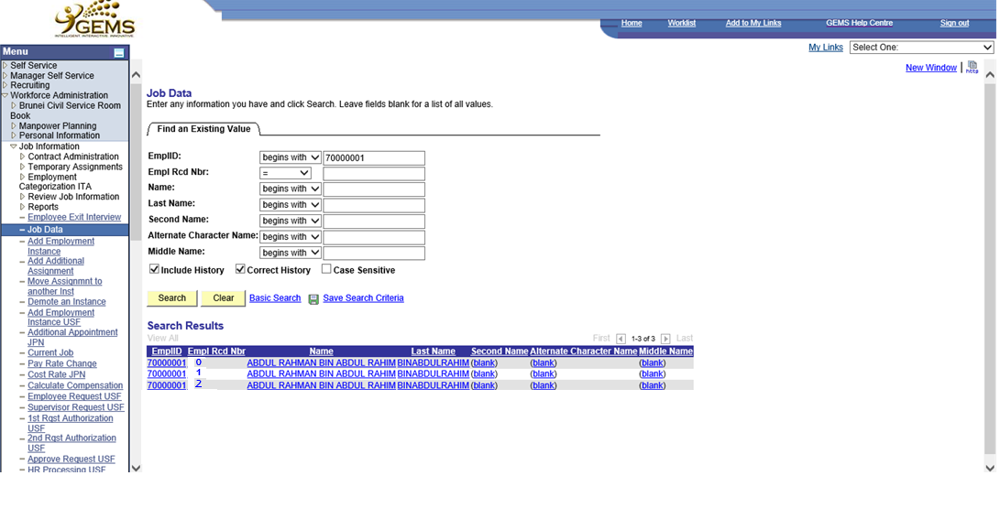 GEMS
INTELLIGENT. INTERACTIVE. INNOVATIVE.
Home Worklist Add to My Links GEMS Help Centre Sign out
My Links Select One:
New Window | http
Menu
Self Service
Manager Self Service
Recruiting
Workforce Administration
Brunei Civil Service Room
Book
Manpower Planning
Personal Information
Job Information
Contract Administration
Temporary Assignments
Employment
Categorization ITA
Review Job Information
Reports
– Employee Exit Interview
– Job Data
– Add Employment
Instance
– Add Additional
Assignment
– Move Assignmnt to
another Inst
– Demote an Instance
– Add Employment
Instance USF
– Additional Appointment
JPN
– Current Job
– Pay Rate Change
– Cost Rate JPN
– Calculate Compensation
– Employee Request USF
– Supervisor Request USF
– 1st Rqst Authorization
USF
– 2nd Rqst Authorization
USF
– Approve Request USF
– HR Processing USF
Job Data
Enter any information you have and click Search. Leave fields blank for a list of all values.
Find an Existing Value
EmplID: begins with 70000001
Empl Rcd Nbr: =
Name: begins with
Last Name: begins with
Second Name: begins with
Alternate Character Name: begins with
Middle Name: begins with
Include History Correct History Case Sensitive
Search Clear Basic Search Save Search Criteria
Search Results
View All First 1-3 of 3 Last
EmplID Empl Rcd Nbr Name Last Name Second Name Alternate Character Name Middle Name
70000001 0 ABDUL RAHMAN BIN ABDUL RAHIM BINABDULRAHIM (blank) (blank) (blank)
70000001 1 ABDUL RAHMAN BIN ABDUL RAHIM BINABDULRAHIM (blank) (blank) (blank)
70000001 2 ABDUL RAHMAN BIN ABDUL RAHIM BINABDULRAHIM (blank) (blank) (blank)